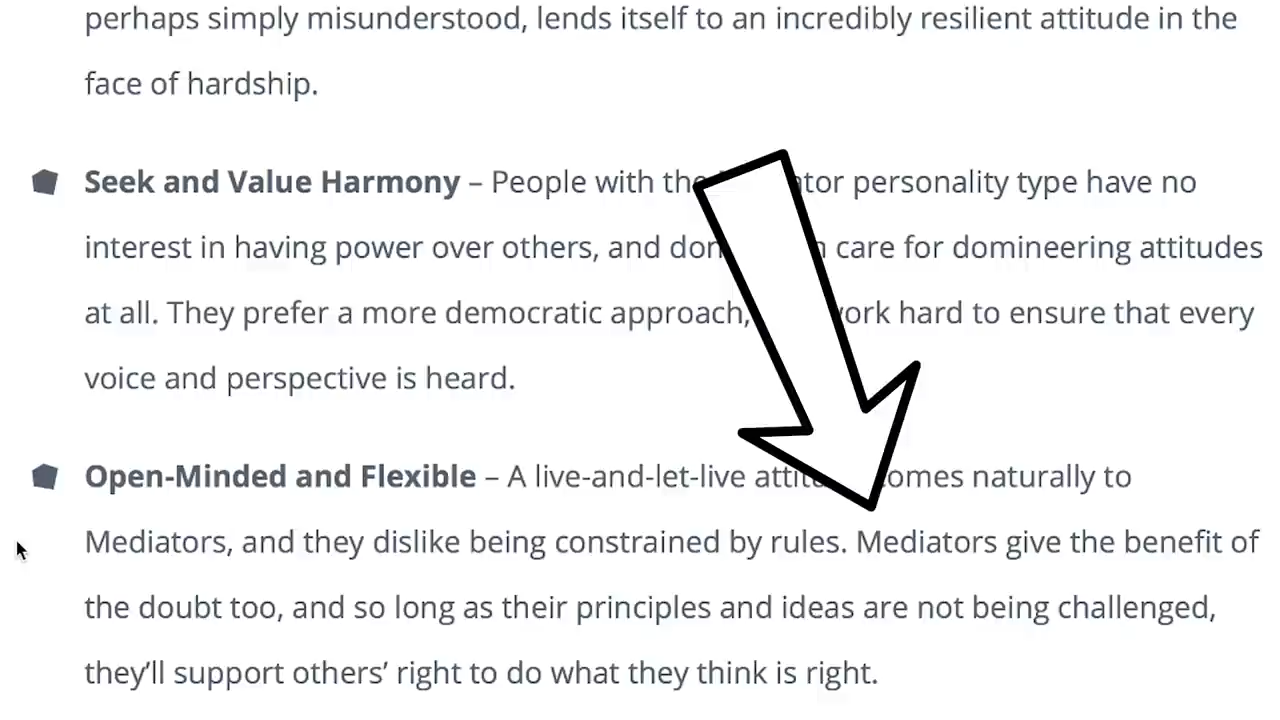 perhaps simply misunderstood, lends itself to an incredibly resilient attitude in the
face of hardship.
Seek and Value Harmony – People with the personality type have no
interest in having power over others, and care for domineering attitudes
at all. They prefer a more democratic approach, work hard to ensure that every
voice and perspective is heard.
Open-Minded and Flexible – A live-and-let-live naturally to
Mediators, and they dislike being constrained by rules. Mediators give the benefit of
the doubt too, and so long as their principles and ideas are not being challenged,
they’ll support others’ right to do what they think is right.